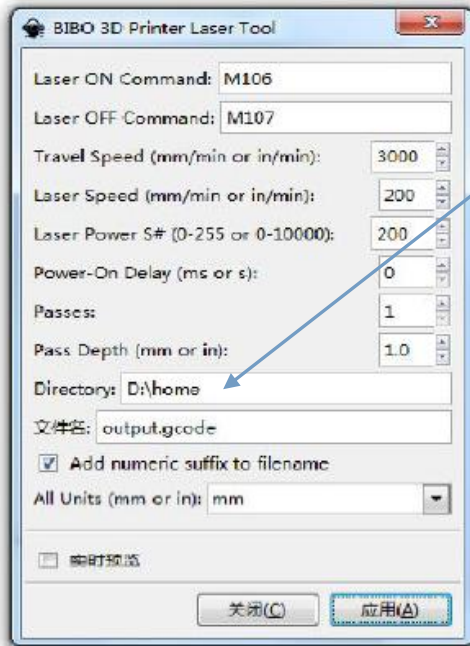 BIBO 3D Printer Laser Tool
Laser ON Command: M106
Laser OFF Command: M107
Travel Speed (mm/min or in/min): 3000
Laser Speed (mm/min or in/min): 200
Laser Power S# (0-255 or 0-10000): 200
Power-On Delay (ms or s): 0
Passes: 1
Pass Depth (mm or in): 1.0
Directory: D:\home
文件名: output.gcode
Add numeric suffix to filename
All Units (mm or in): mm
实时预览
关闭(C) 应用(A)